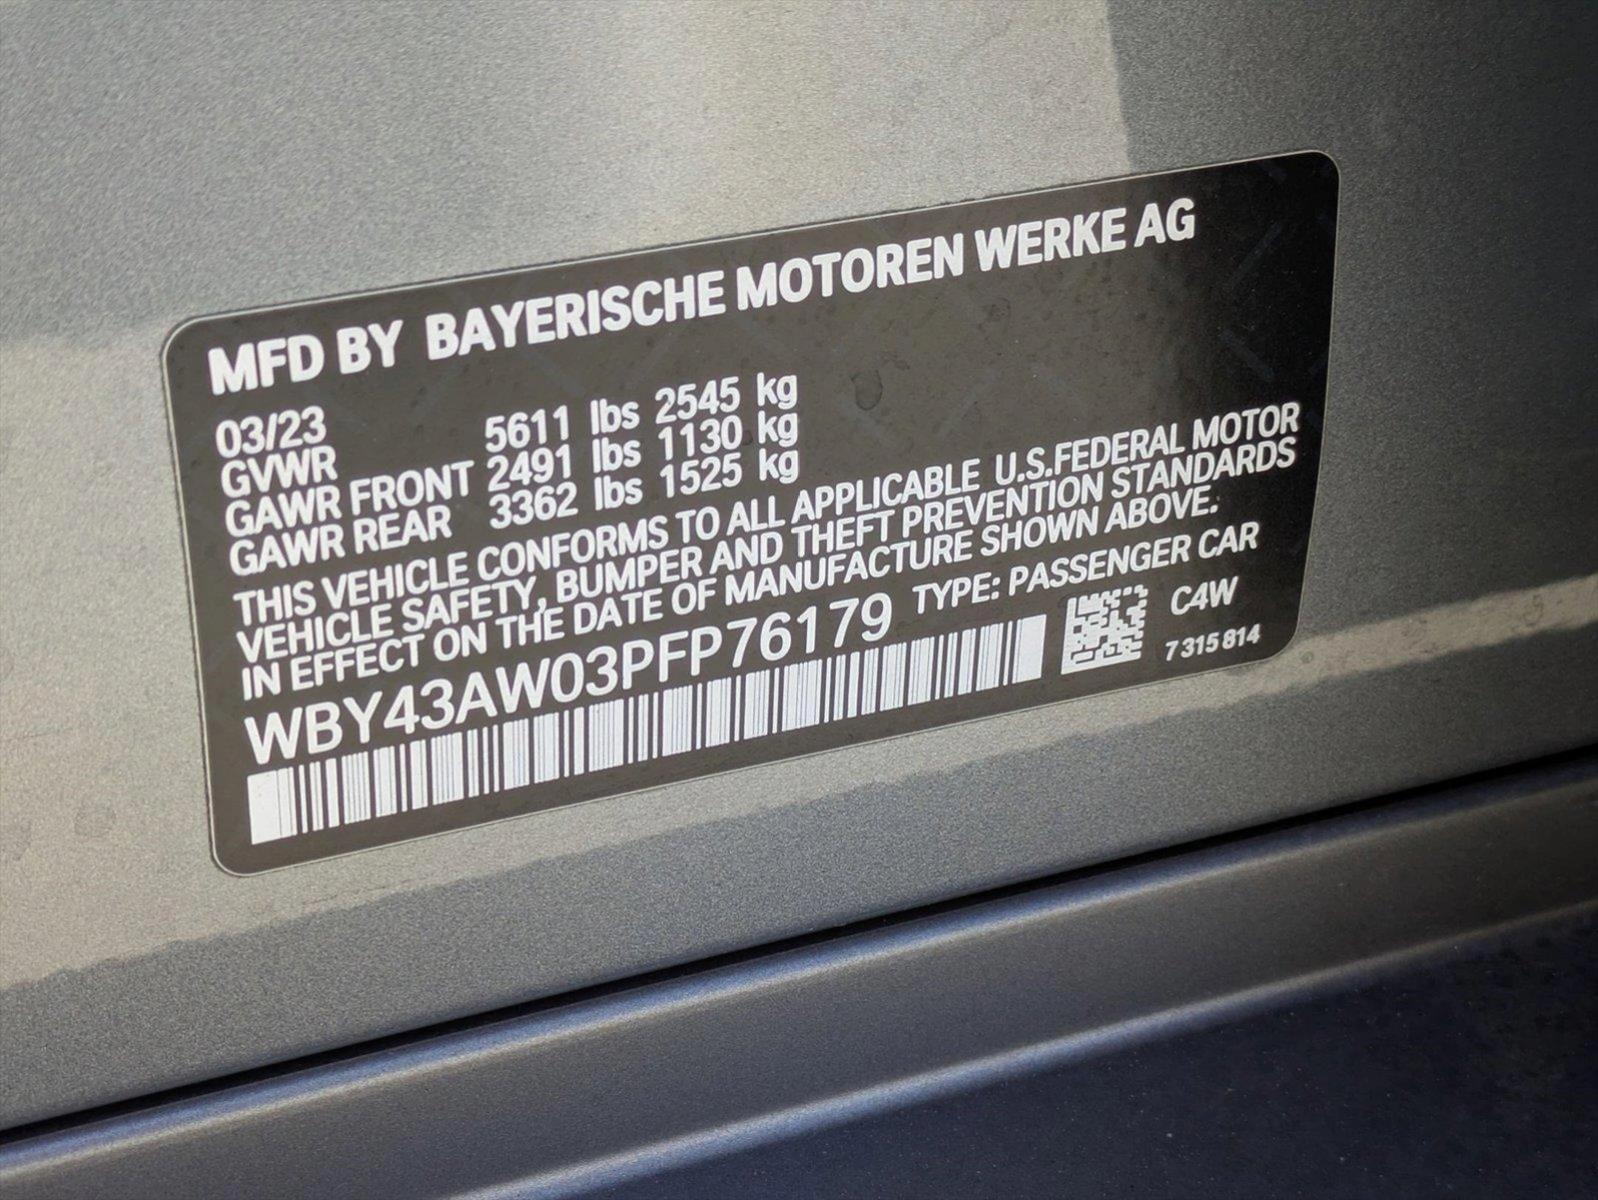 MFD BY BAYERISCHE MOTOREN WERKE AG
03/23
GVWR 5611 lbs 2545 kg
GAWR FRONT 2491 lbs 1130 kg
GAWR REAR 3362 lbs 1525 kg
THIS VEHICLE CONFORMS TO ALL APPLICABLE U.S.FEDERAL MOTOR
VEHICLE SAFETY, BUMPER AND THEFT PREVENTION STANDARDS
IN EFFECT ON THE DATE OF MANUFACTURE SHOWN ABOVE.
WBY43AW03PFP76179 TYPE: PASSENGER CAR
C4W
7 315 814